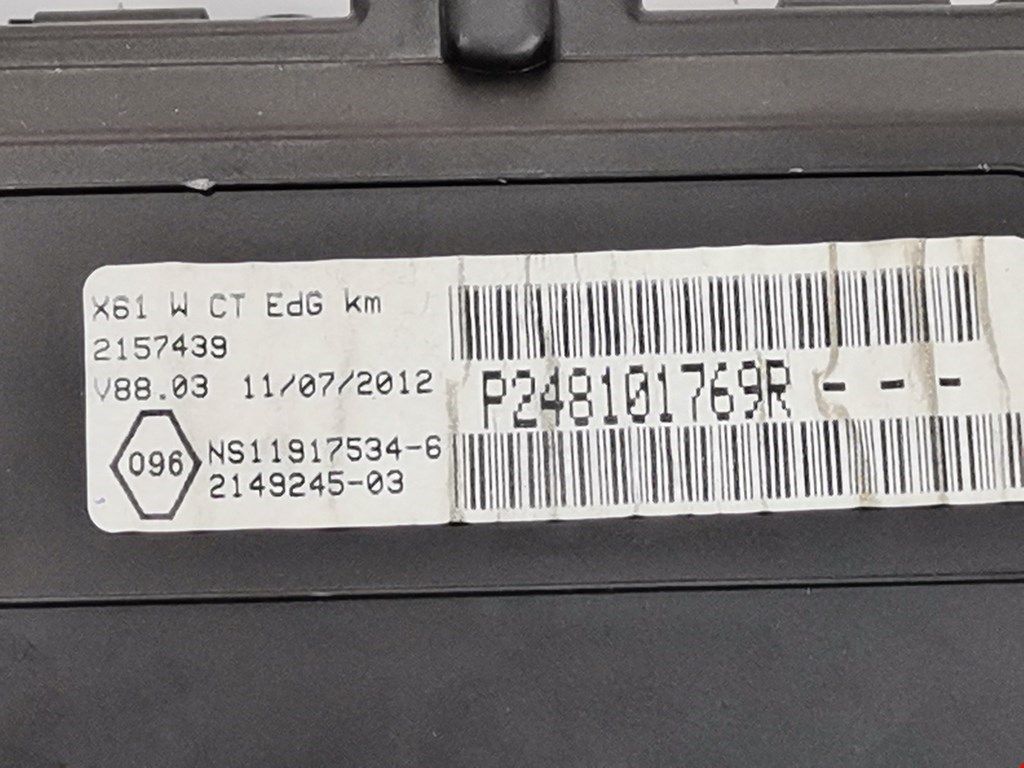 X61 W CT EdG km
2157439
V88.03 11/07/2012
096
NS11917534-6
2149245-03
P248101769R - - -